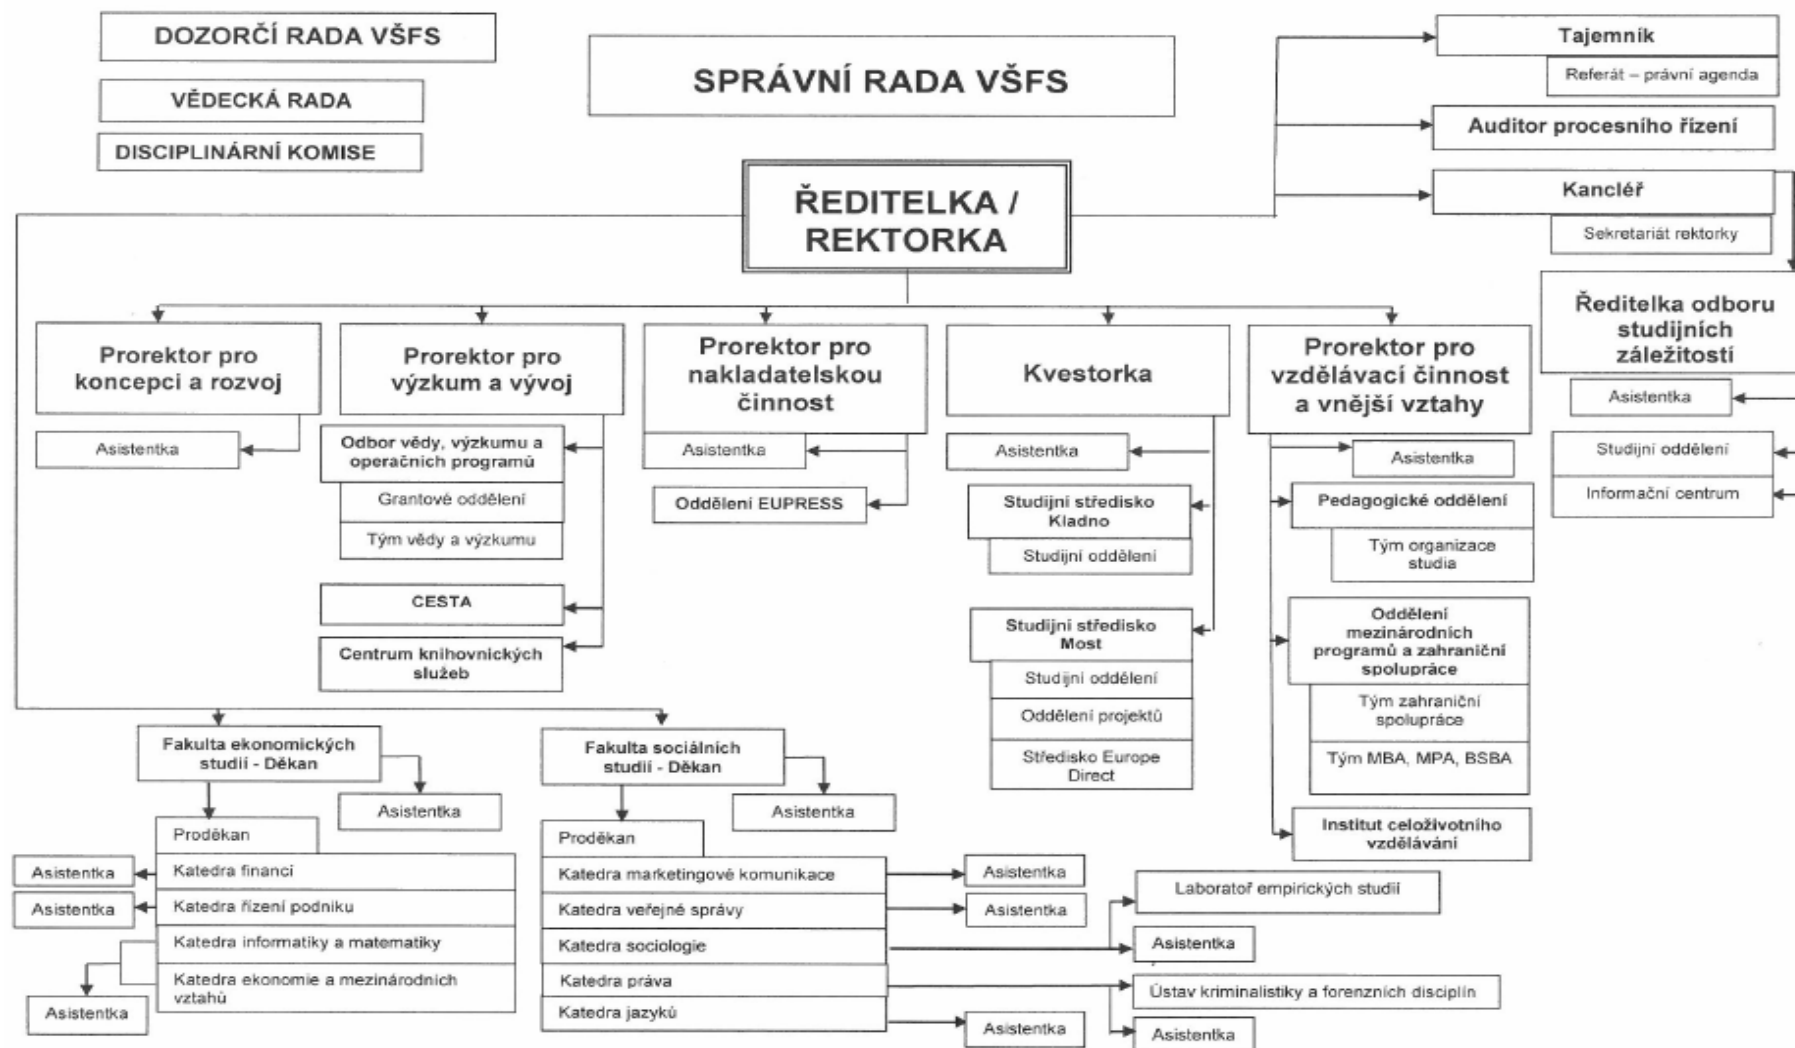 DOZORČÍ RADA VŠFS
VĚDECKÁ RADA
DISCIPLINÁRNÍ KOMISE
SPRÁVNÍ RADA VŠFS
ŘEDITELKA /
REKTORKA
Tajemník
Referát – právní agenda
Auditor procesního řízení
Kancléř
Sekretariát rektorky
Ředitelka odboru
studijních
záležitostí
Asistentka
Studijní oddělení
Informační centrum
Prorektor pro
koncepci a rozvoj
Asistentka
Prorektor pro
výzkum a vývoj
Odbor vědy, výzkumu a
operačních programů
Grantové oddělení
Tým vědy a výzkumu
CESTA
Centrum knihovnických
služeb
Prorektor pro
nakladatelskou
činnost
Asistentka
Oddělení EUPRESS
Kvestorka
Asistentka
Studijní středisko
Kladno
Studijní oddělení
Studijní středisko
Most
Studijní oddělení
Oddělení projektů
Středisko Europe
Direct
Prorektor pro
vzdělávací činnost
a vnější vztahy
Asistentka
Pedagogické oddělení
Tým organizace
studia
Oddělení
mezinárodních
programů a zahraniční
spolupráce
Tým zahraniční
spolupráce
Tým MBA, MPA, BSBA
Institut celoživotního
vzdělávání
Fakulta ekonomických
studií - Děkan
Asistentka
Proděkan
Katedra financí
Asistentka
Katedra řízení podniku
Asistentka
Katedra informatiky a matematiky
Katedra ekonomie a mezinárodních
vztahů
Asistentka
Fakulta sociálních
studií - Děkan
Asistentka
Proděkan
Katedra marketingové komunikace
Asistentka
Katedra veřejné správy
Asistentka
Katedra sociologie
Laboratoř empirických studií
Asistentka
Katedra práva
Ústav kriminalistiky a forenzních disciplín
Asistentka
Katedra jazyků
Asistentka